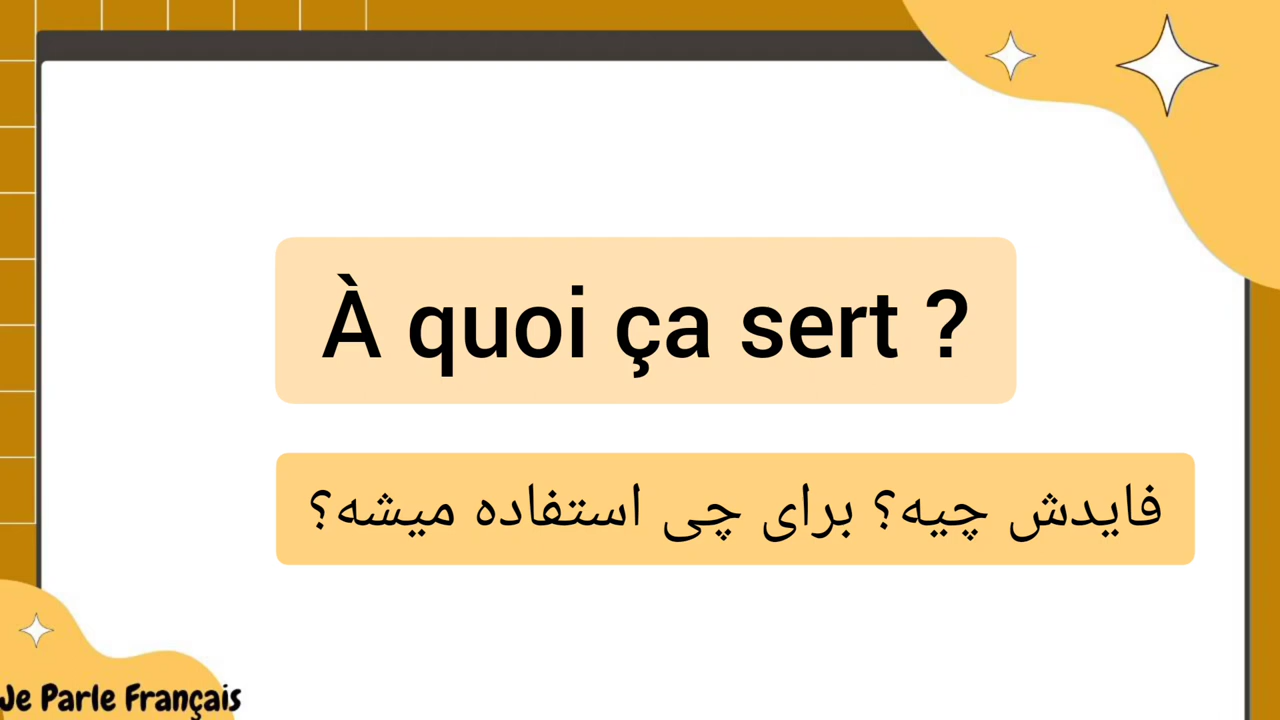 À quoi ça sert ?
فایدش چیه؟ برای چی استفاده میشه؟
Je Parle Français